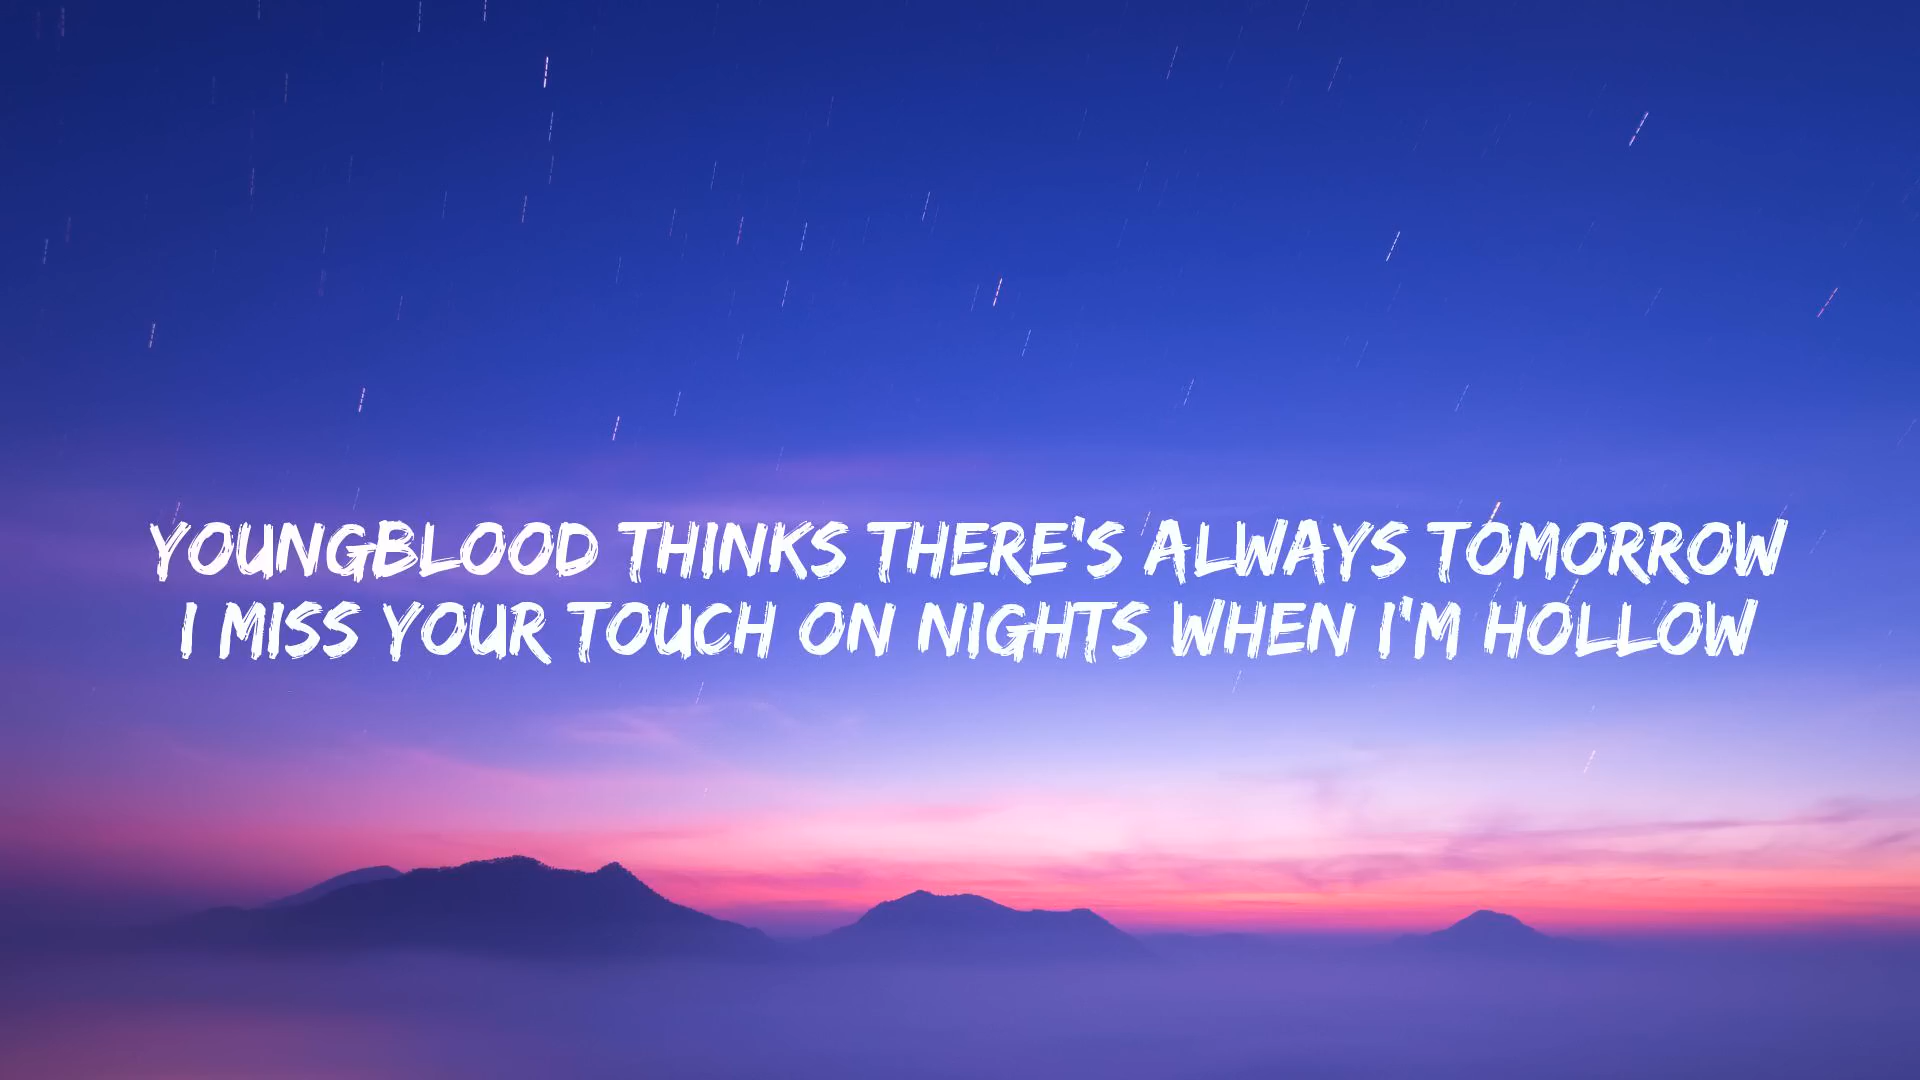 YOUNGBLOOD THINKS THERE'S ALWAYS TOMORROW
I MISS YOUR TOUCH ON NIGHTS WHEN I'M HOLLOW